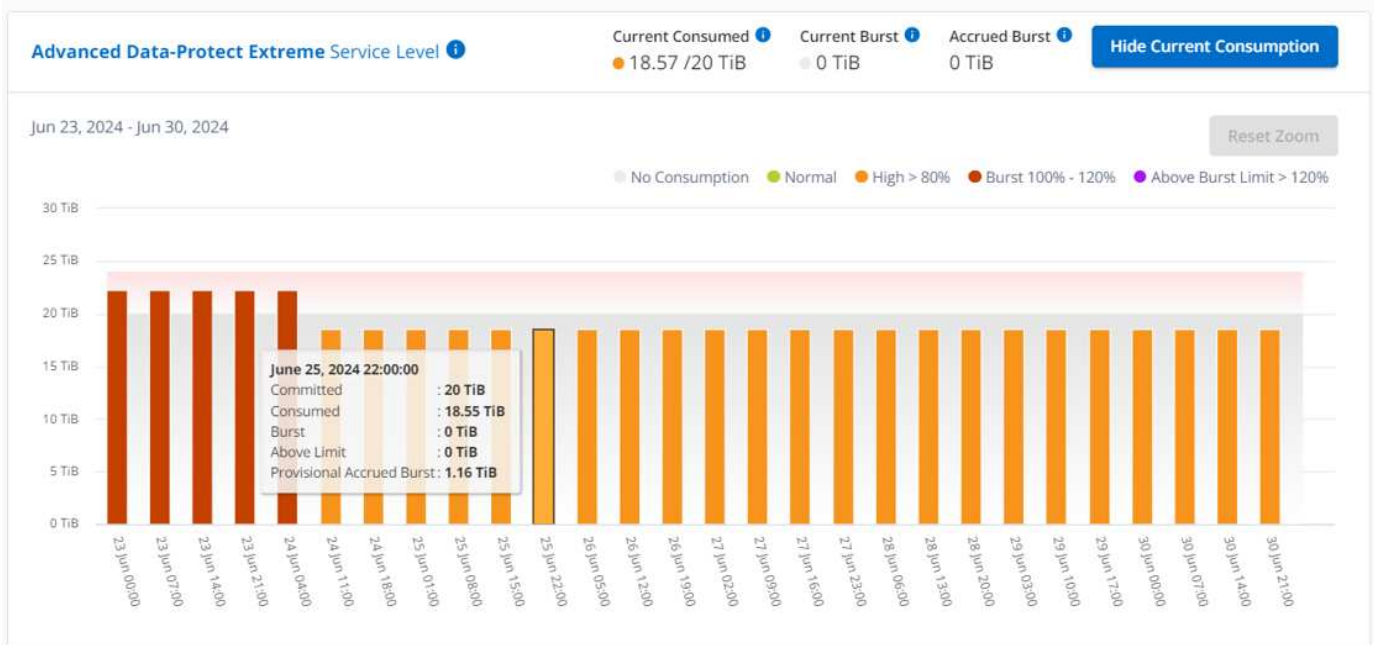 Advanced Data-Protect Extreme Service Level
Current Consumed
18.57 /20 TiB
Current Burst
0 TiB
Accrued Burst
0 TiB
Hide Current Consumption
Jun 23, 2024 - Jun 30, 2024
Reset Zoom
No Consumption Normal High > 80% Burst 100% - 120% Above Burst Limit > 120%
30 TiB
25 TiB
20 TiB
15 TiB
10 TiB
5 TiB
0 TiB
June 25, 2024 22:00:00
Committed : 20 TiB
Consumed : 18.55 TiB
Burst : 0 TiB
Above Limit : 0 TiB
Provisional Accrued Burst : 1.16 TiB
23 Jun 00:00
23 Jun 07:00
23 Jun 14:00
23 Jun 21:00
24 Jun 04:00
24 Jun 11:00
24 Jun 18:00
25 Jun 01:00
25 Jun 08:00
25 Jun 15:00
25 Jun 22:00
26 Jun 05:00
26 Jun 12:00
26 Jun 19:00
27 Jun 02:00
27 Jun 09:00
27 Jun 16:00
27 Jun 23:00
28 Jun 06:00
28 Jun 13:00
28 Jun 20:00
29 Jun 03:00
29 Jun 10:00
29 Jun 17:00
30 Jun 00:00
30 Jun 07:00
30 Jun 14:00
30 Jun 21:00